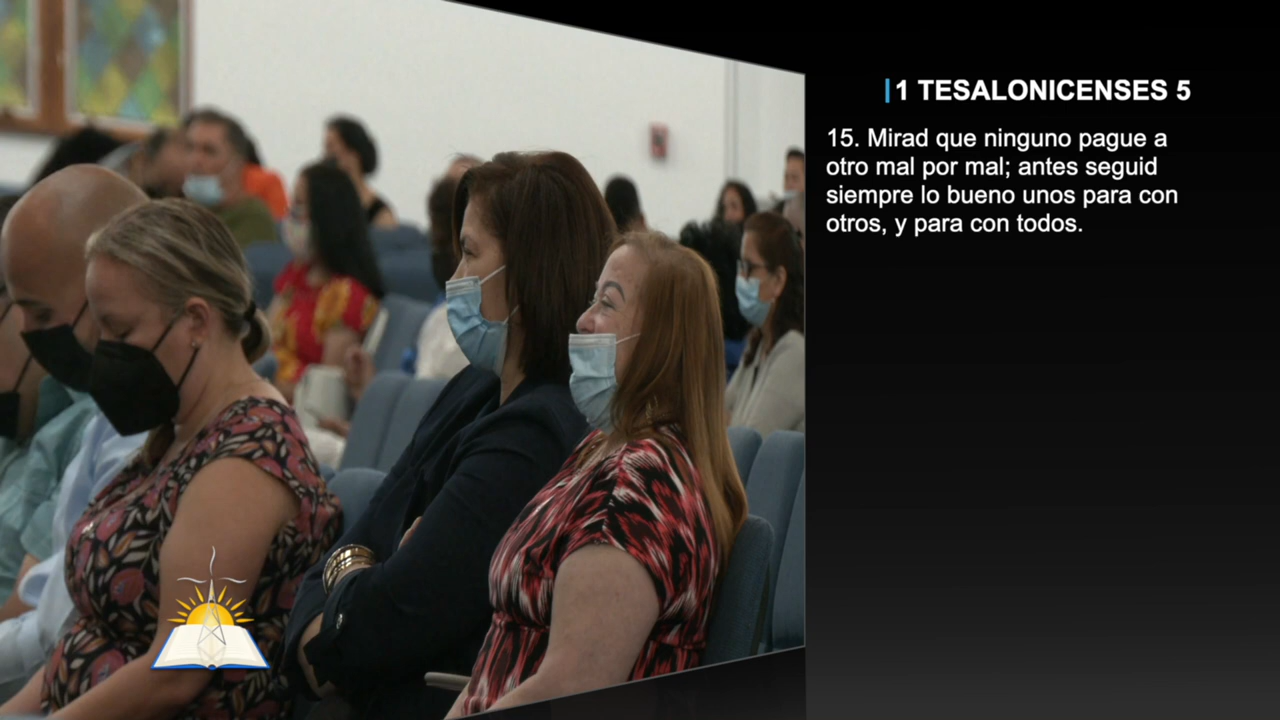 1 TESALONICENSES 5
15. Mirad que ninguno pague a
otro mal por mal; antes seguid
siempre lo bueno unos para con
otros, y para con todos.